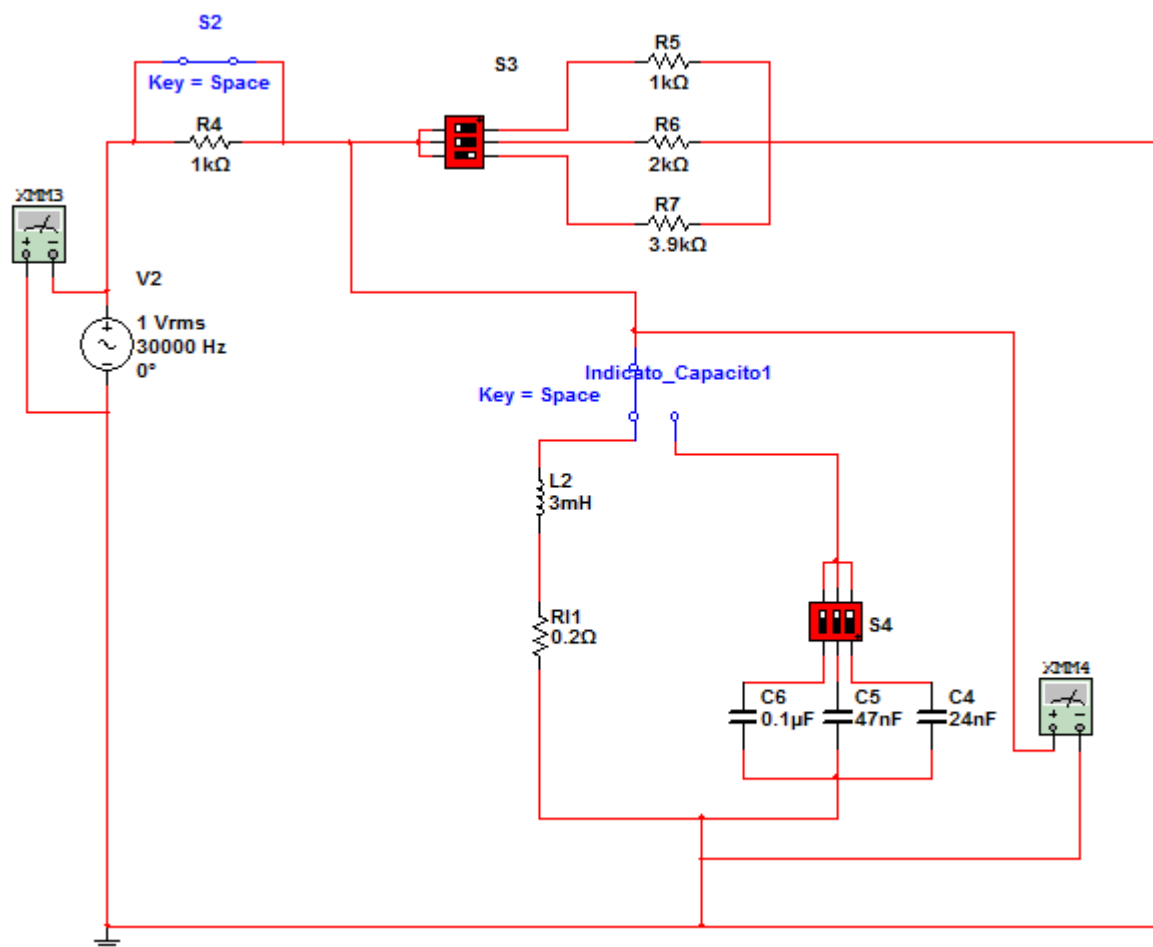 S2
Key = Space
R4
1kΩ
S3
R5
1kΩ
R6
2kΩ
R7
3.9kΩ
XMM3
+ −
V2
1 Vrms
30000 Hz
0°
Indicato_Capacito1
Key = Space
L2
3mH
Rl1
0.2Ω
S4
C6
0.1µF
C5
47nF
C4
24nF
XMM4
+ −